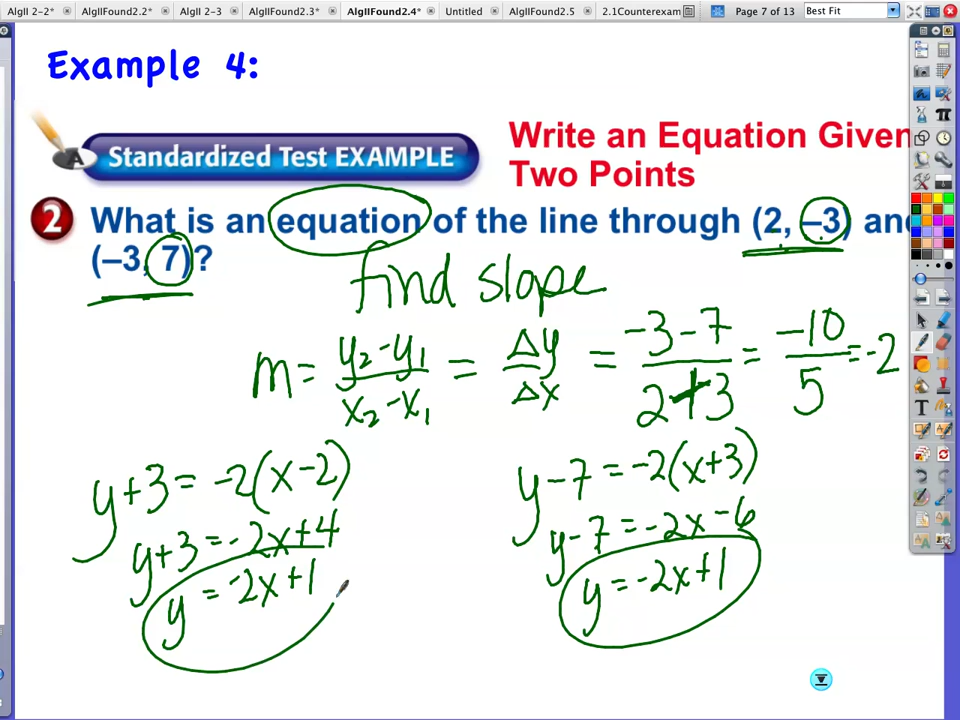 AlgII 2-2* AlgIIFound2.2* AlgII 2-3 AlgIIFound2.3* AlgIIFound2.4* Untitled AlgIIFound2.5 2.1Counterexam Page 7 of 13 Best Fit
Example 4:
A Standardized Test EXAMPLE
Write an Equation Given
Two Points
2 What is an equation of the line through (2, –3) and
(–3, 7)?
find slope
m = y₂-y₁/x₂-x₁ = Δy/Δx = -3-7/2+3 = -10/5 = -2
y+3 = -2(x-2)
y+3 = -2x+4
y = -2x+1
y-7 = -2(x+3)
y-7 = -2x-6
y = -2x+1